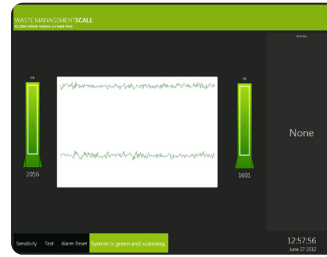 WASTE MANAGEMENTSCALE
None
2056
1601
Sensitivity Test Alarm Reset System is green and scanning.
12:57:56
June 27 2012